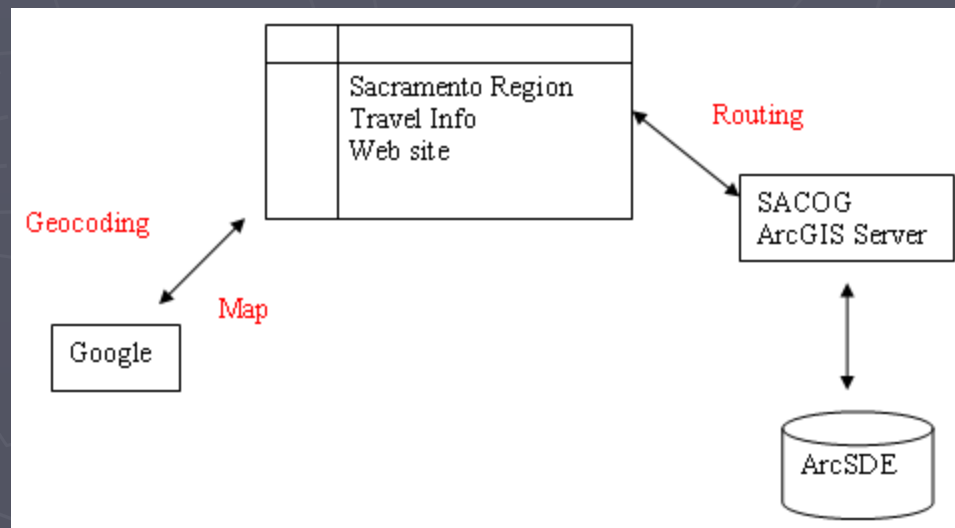 Sacramento Region
Travel Info
Web site
Routing
SACOG
ArcGIS Server
Geocoding
Map
Google
ArcSDE